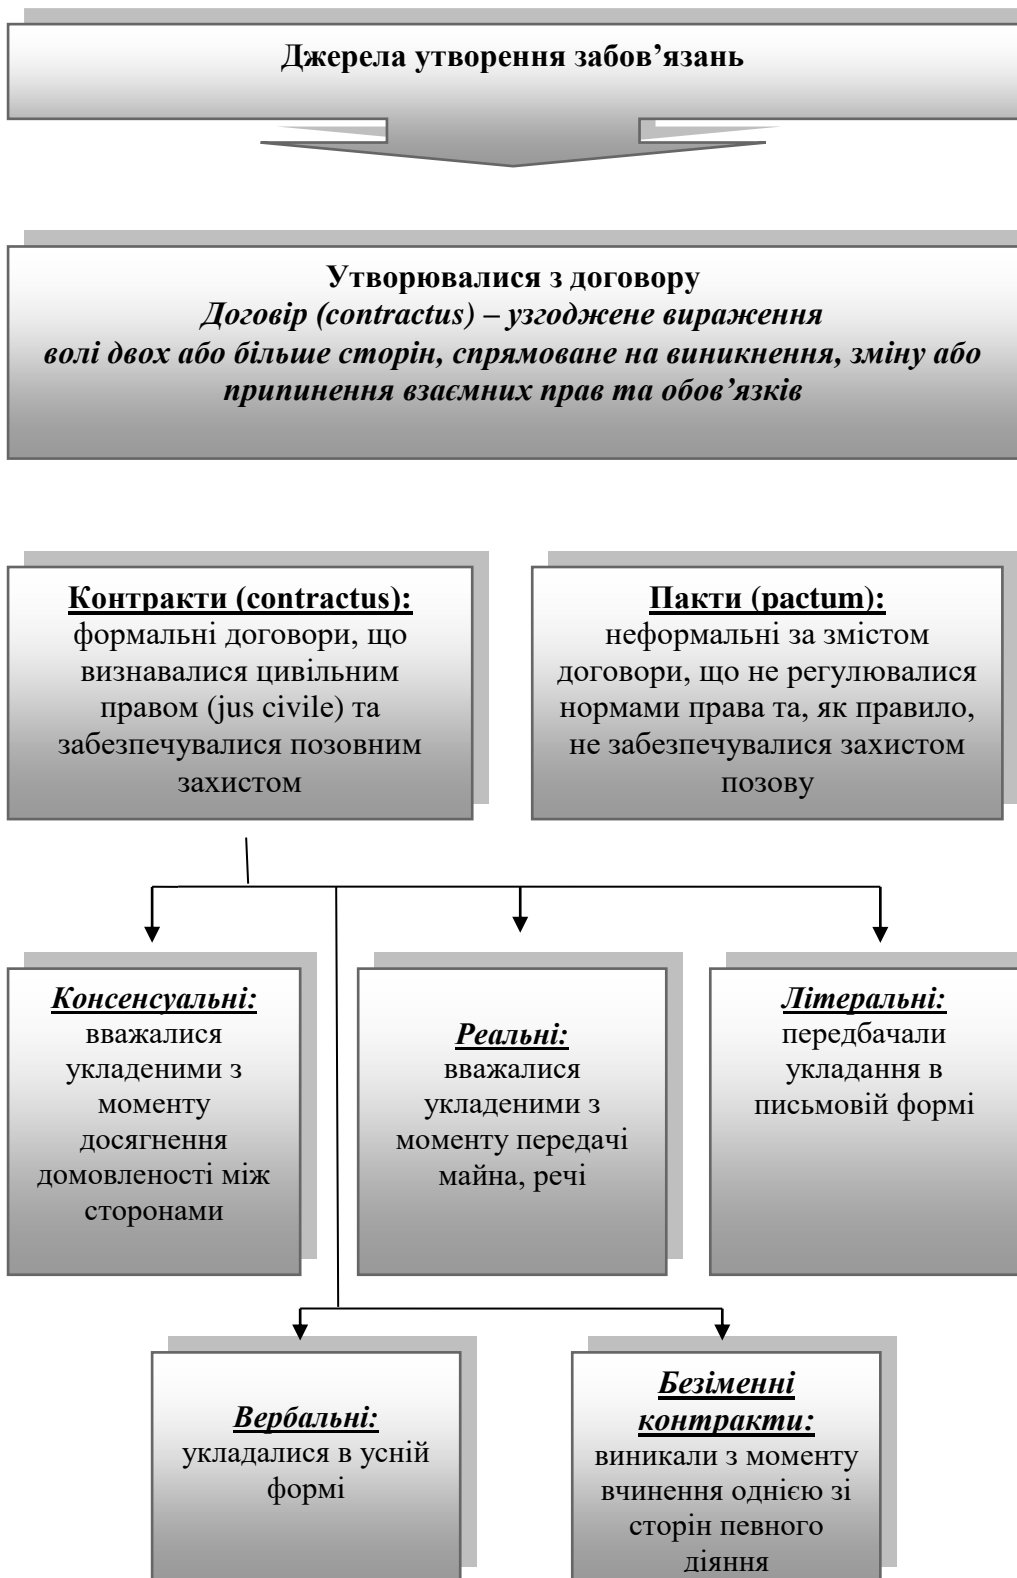 Джерела утворення забов’язань
Утворювалися з договору
Договір (contractus) – узгоджене вираження
волі двох або більше сторін, спрямоване на виникнення, зміну або
припинення взаємних прав та обов’язків
Контракти (contractus):
формальні договори, що
визнавалися цивільним
правом (jus civile) та
забезпечувалися позовним
захистом
Пакти (pactum):
неформальні за змістом
договори, що не регулювалися
нормами права та, як правило,
не забезпечувалися захистом
позову
Консенсуальні:
вважалися
укладеними з
моменту
досягнення
домовленості між
сторонами
Реальні:
вважалися
укладеними з
моменту передачі
майна, речі
Літеральні:
передбачали
укладання в
письмовій формі
Вербальні:
укладалися в усній
формі
Безіменні
контракти:
виникали з моменту
вчинення однією зі
сторін певного
діяння